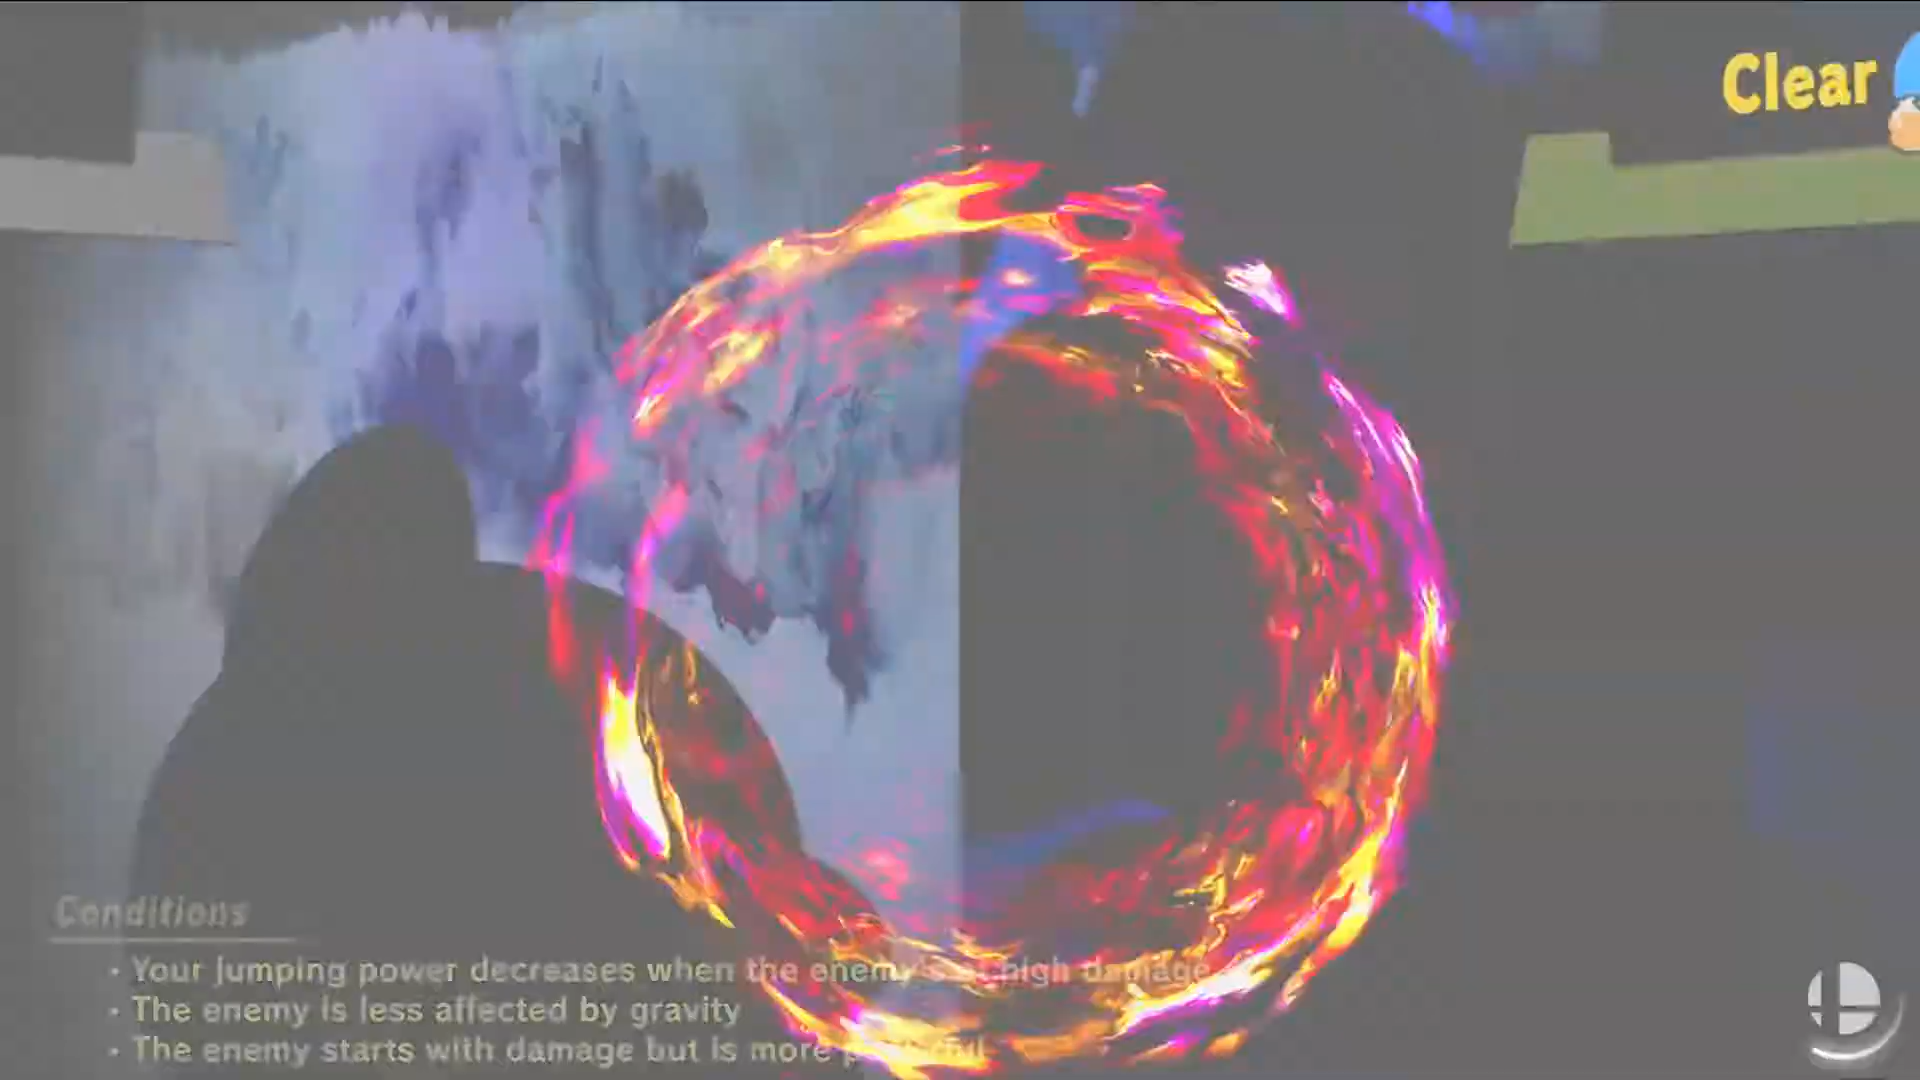 Clear
Conditions
• Your jumping power decreases when the enemy's at high damage
• The enemy is less affected by gravity
• The enemy starts with damage but is more